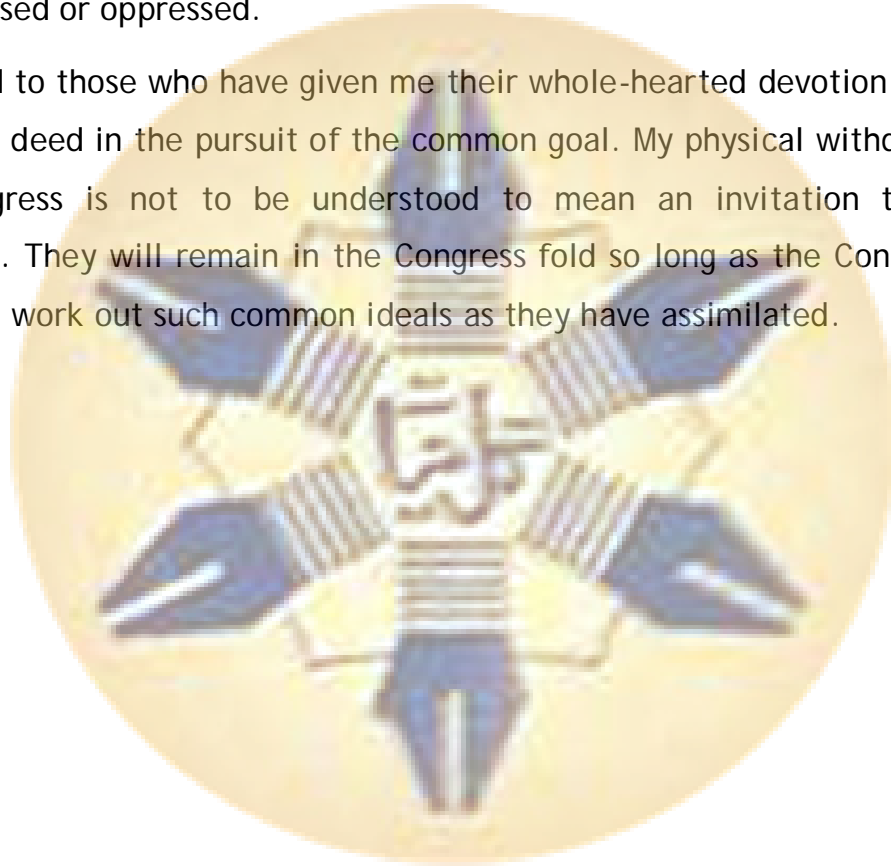 sed or oppressed.
l to those who have given me their whole-hearted devotion
deed in the pursuit of the common goal. My physical withd
gress is not to be understood to mean an invitation t
. They will remain in the Congress fold so long as the Con
work out such common ideals as they have assimilated.